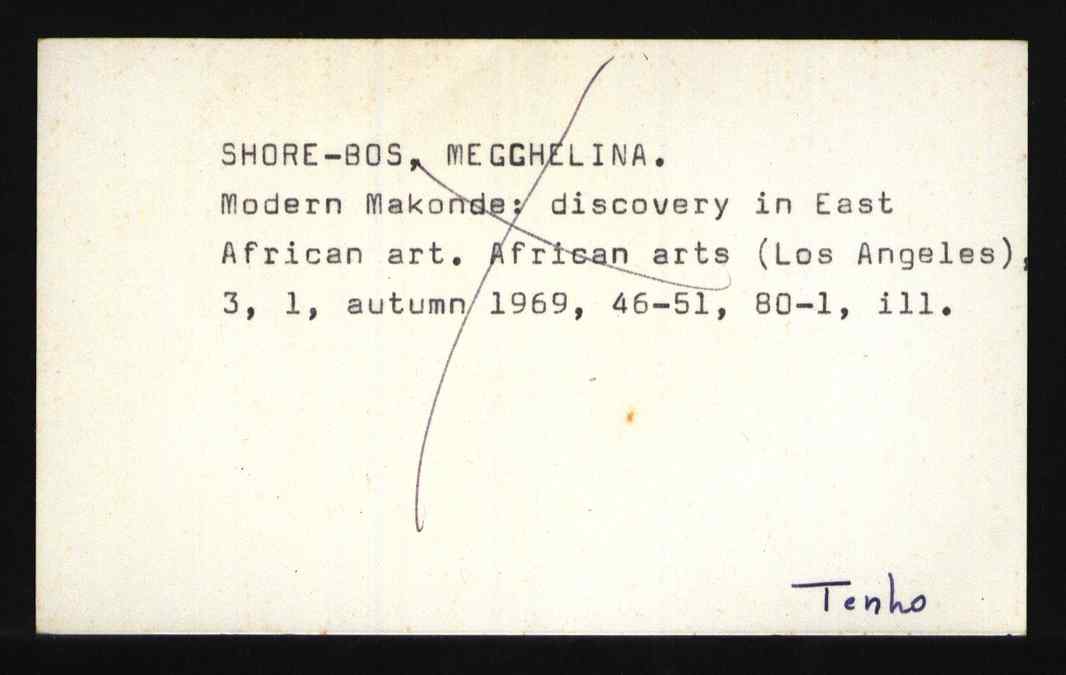 SHORE-BOS, MEGGHELINA.
Modern Makonde: discovery in East
African art. African arts (Los Angeles),
3, 1, autumn 1969, 46-51, 80-1, ill.
Tenho